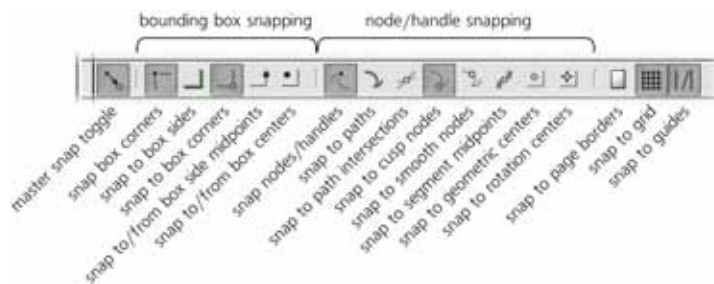 bounding box snapping
node/handle snapping
master snap toggle
snap box corners
snap to box sides
snap to box corners
snap to/from box side midpoints
snap to/from box centers
snap nodes/handles
snap to paths
snap to path intersections
snap to cusp nodes
snap to smooth nodes
snap to segment midpoints
snap to geometric centers
snap to rotation centers
snap to page borders
snap to grid
snap to guides